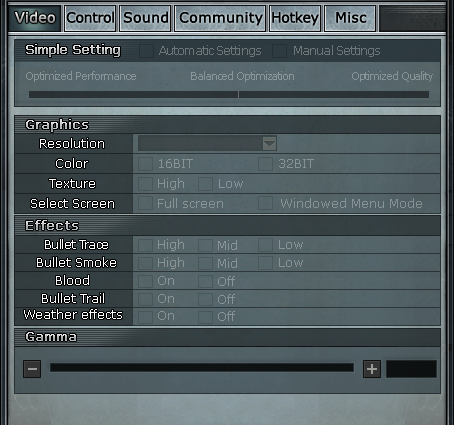 Video Control Sound Community Hotkey Misc
Simple Setting Automatic Settings Manual Settings
Optimized Performance Balanced Optimization Optimized Quality
Graphics
Resolution
Color 16BIT 32BIT
Texture High Low
Select Screen Full screen Windowed Menu Mode
Effects
Bullet Trace High Mid Low
Bullet Smoke High Mid Low
Blood On Off
Bullet Trail On Off
Weather effects On Off
Gamma
− +